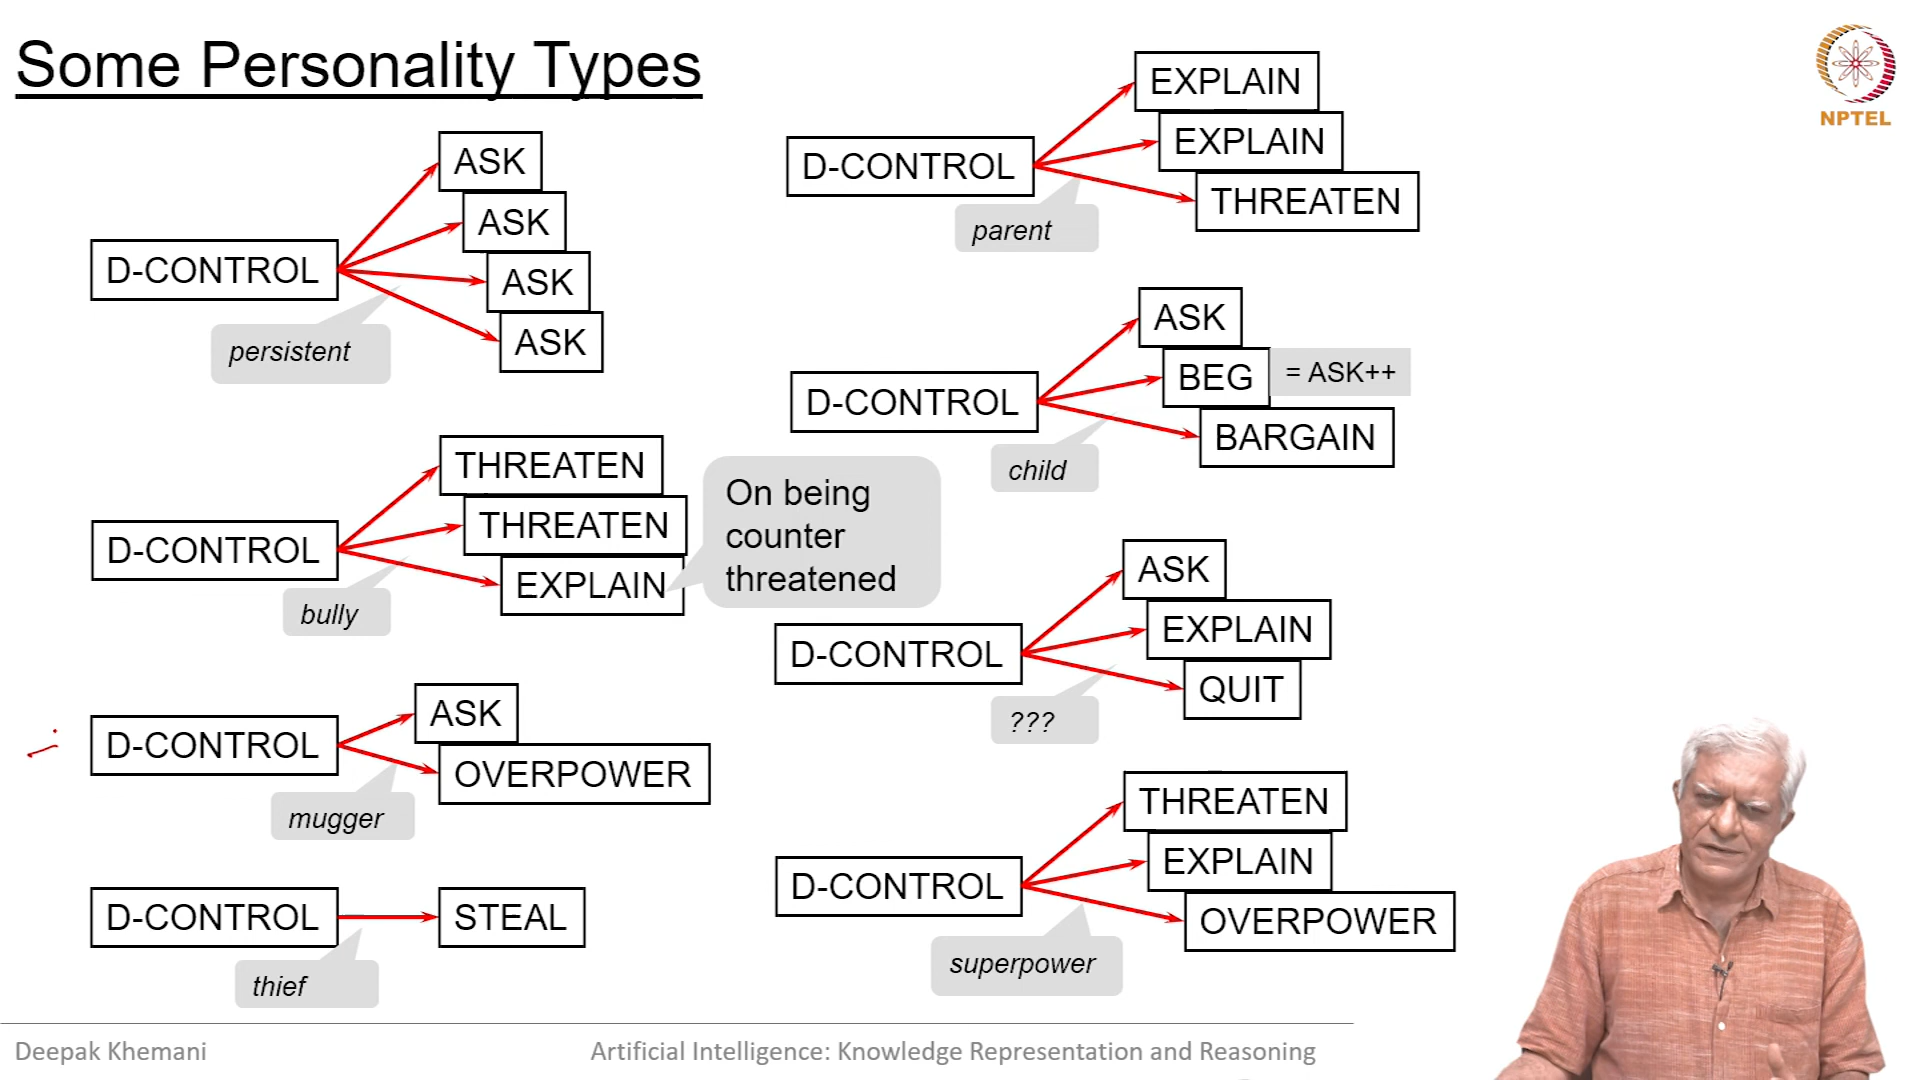 Some Personality Types
NPTEL
D-CONTROL
ASK
ASK
ASK
ASK
persistent
D-CONTROL
THREATEN
THREATEN
EXPLAIN
bully
On being
counter
threatened
D-CONTROL
ASK
OVERPOWER
mugger
D-CONTROL
STEAL
thief
D-CONTROL
EXPLAIN
EXPLAIN
THREATEN
parent
D-CONTROL
ASK
BEG
= ASK++
BARGAIN
child
D-CONTROL
ASK
EXPLAIN
QUIT
???
D-CONTROL
THREATEN
EXPLAIN
OVERPOWER
superpower
Deepak Khemani
Artificial Intelligence: Knowledge Representation and Reasoning